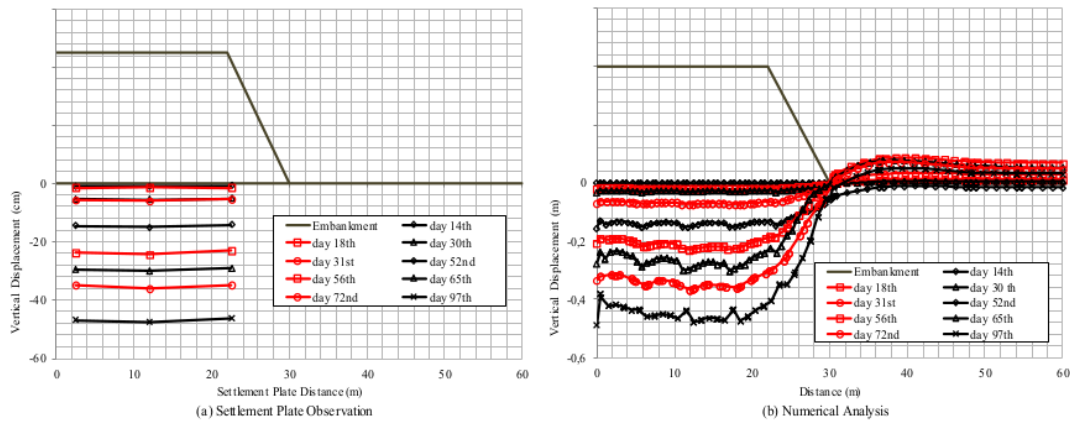 Vertical Displacement (cm)
0
-20
-40
-60
0
10
20
30
40
50
60
Settlement Plate Distance (m)
(a) Settlement Plate Observation
Embankment
day 14th
day 18th
day 30th
day 31st
day 52nd
day 56th
day 65th
day 72nd
day 97th
Vertical Displacement (m)
0
-0,2
-0,4
-0,6
0
10
20
30
40
50
60
Distance (m)
(b) Numerical Analysis
Embankment
day 14th
day 18th
day 30 th
day 31st
day 52nd
day 56th
day 65th
day 72nd
day 97th